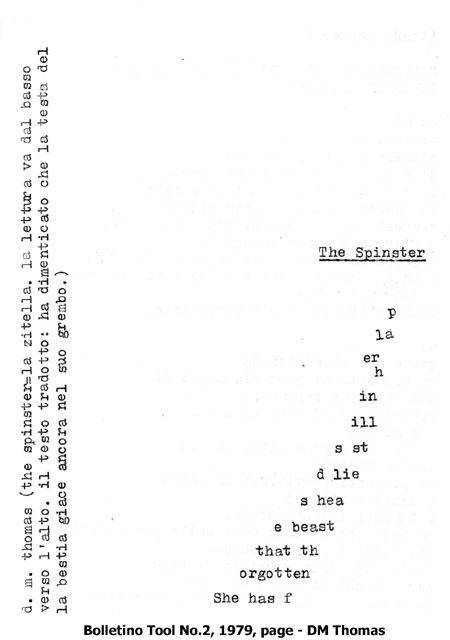 d. m. thomas (the spinster=la zitella. la lettura va dal basso
verso l'alto. il testo tradotto: ha dimenticato che la testa del
la bestia giace ancora nel suo grembo.)
The Spinster
p
la
er
h
in
ill
s st
d lie
s hea
e beast
that th
orgotten
She has f
Bolletino Tool No.2, 1979, page - DM Thomas